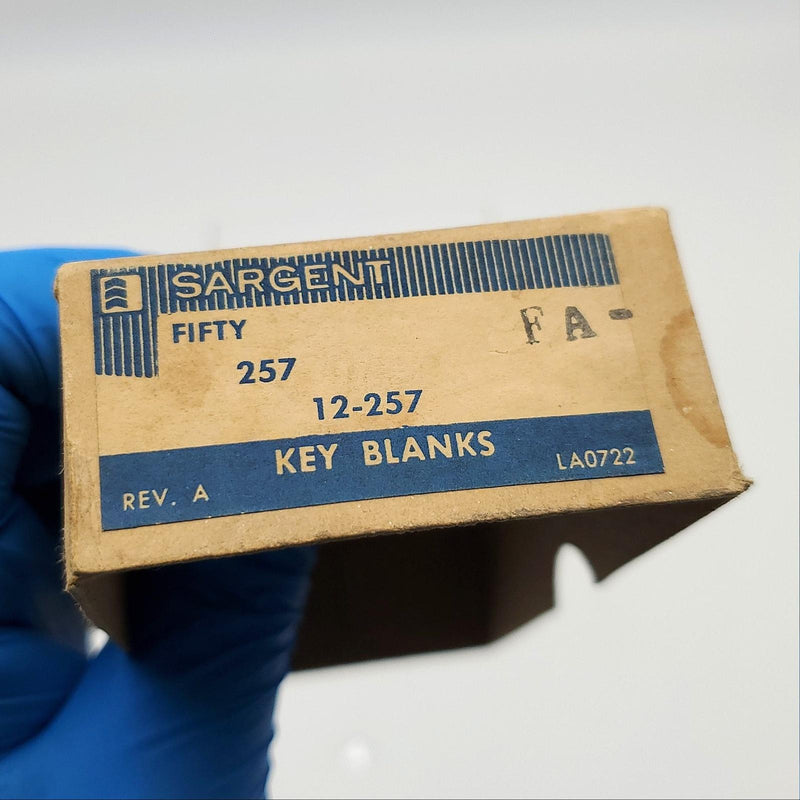 SARGENT
FIFTY
FA-
257
12-257
KEY BLANKS
REV. A
LA0722